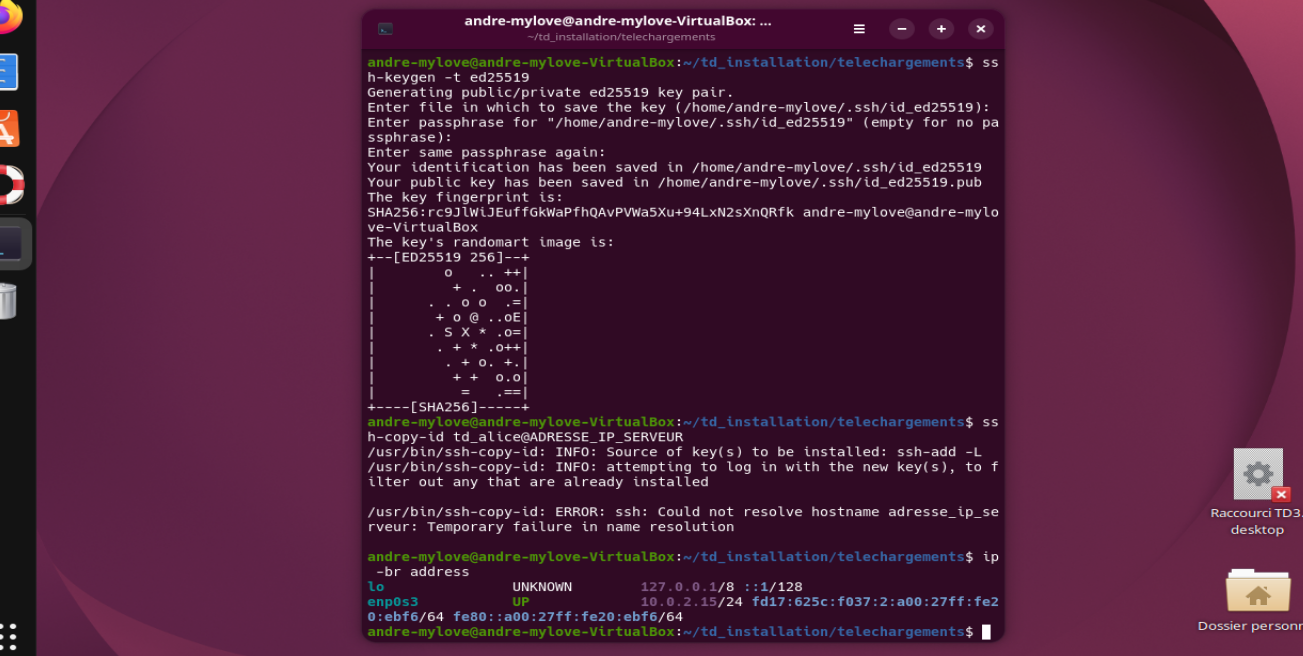 andre-mylove@andre-mylove-VirtualBox: ...
~/td_installation/telechargements
andre-mylove@andre-mylove-VirtualBox:~/td_installation/telechargements$ ss
h-keygen -t ed25519
Generating public/private ed25519 key pair.
Enter file in which to save the key (/home/andre-mylove/.ssh/id_ed25519):
Enter passphrase for "/home/andre-mylove/.ssh/id_ed25519" (empty for no pa
ssphrase):
Enter same passphrase again:
Your identification has been saved in /home/andre-mylove/.ssh/id_ed25519
Your public key has been saved in /home/andre-mylove/.ssh/id_ed25519.pub
The key fingerprint is:
SHA256:rc9JlWiJEuffGkWaPfhQAvPVWa5Xu+94LxN2sXnQRfk andre-mylove@andre-mylo
ve-VirtualBox
The key's randomart image is:
+--[ED25519 256]--+
|        o   .. ++|
|         + .  oo.|
|      . . o o  .=|
|       + o @ ..oE|
|      . S X * .o=|
|       . + * .o++|
|        . + o. +.|
|         + +  o.o|
|          =   .==|
+----[SHA256]-----+
andre-mylove@andre-mylove-VirtualBox:~/td_installation/telechargements$ ss
h-copy-id td_alice@ADRESSE_IP_SERVEUR
/usr/bin/ssh-copy-id: INFO: Source of key(s) to be installed: ssh-add -L
/usr/bin/ssh-copy-id: INFO: attempting to log in with the new key(s), to f
ilter out any that are already installed
/usr/bin/ssh-copy-id: ERROR: ssh: Could not resolve hostname adresse_ip_se
rveur: Temporary failure in name resolution
andre-mylove@andre-mylove-VirtualBox:~/td_installation/telechargements$ ip
-br address
lo UNKNOWN 127.0.0.1/8 ::1/128
enp0s3 UP 10.0.2.15/24 fd17:625c:f037:2:a00:27ff:fe2
0:ebf6/64 fe80::a00:27ff:fe20:ebf6/64
andre-mylove@andre-mylove-VirtualBox:~/td_installation/telechargements$
Raccourci TD3.
desktop
Dossier person